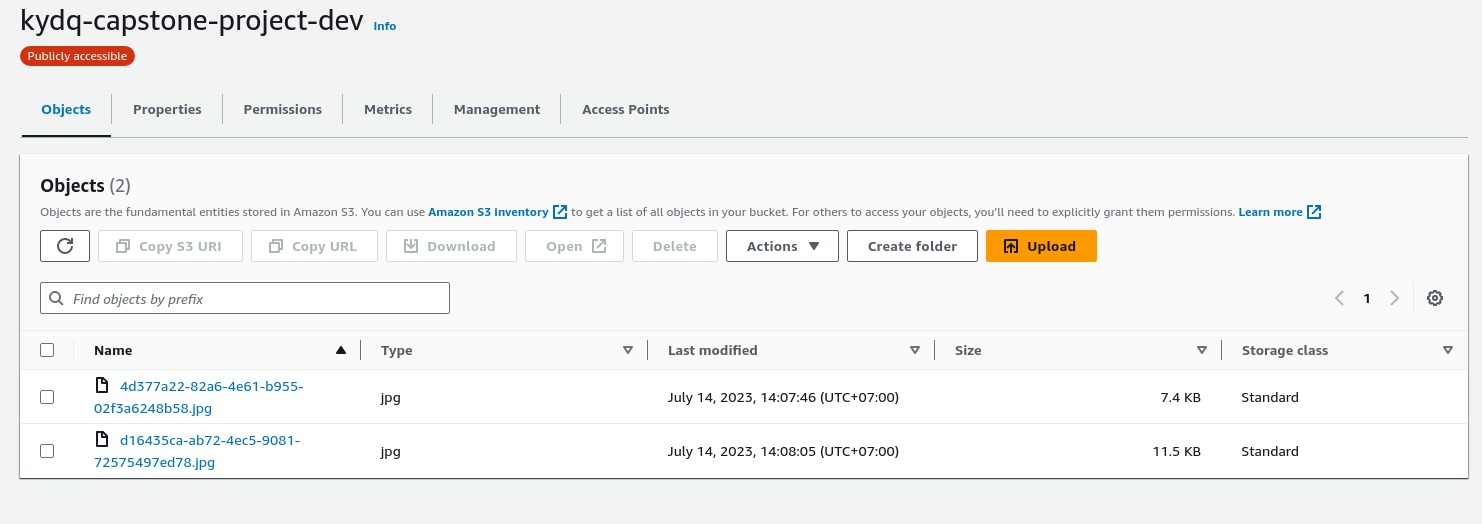 kydq-capstone-project-dev Info
Publicly accessible
Objects Properties Permissions Metrics Management Access Points
Objects (2)
Objects are the fundamental entities stored in Amazon S3. You can use Amazon S3 inventory to get a list of all objects in your bucket. For others to access your objects, you'll need to explicitly grant them permissions. Learn more
Copy S3 URI Copy URL Download Open Delete Actions Create folder Upload
Find objects by prefix 1
Name Type Last modified Size Storage class
4d377a22-82a6-4e61-b955-
02f3a6248b58.jpg jpg July 14, 2023, 14:07:46 (UTC+07:00) 7.4 KB Standard
d16435ca-ab72-4ec5-9081-
72575497ed78.jpg jpg July 14, 2023, 14:08:05 (UTC+07:00) 11.5 KB Standard